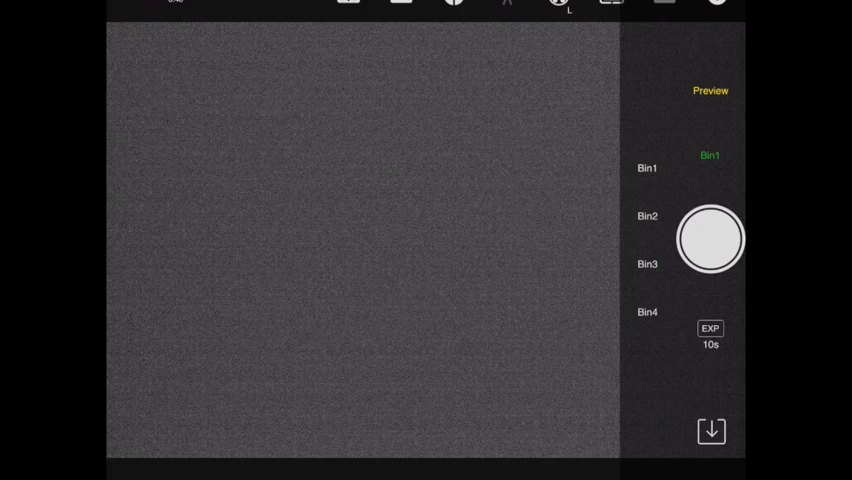 L
Preview
Bin1
Bin1
Bin2
Bin3
Bin4
EXP
10s